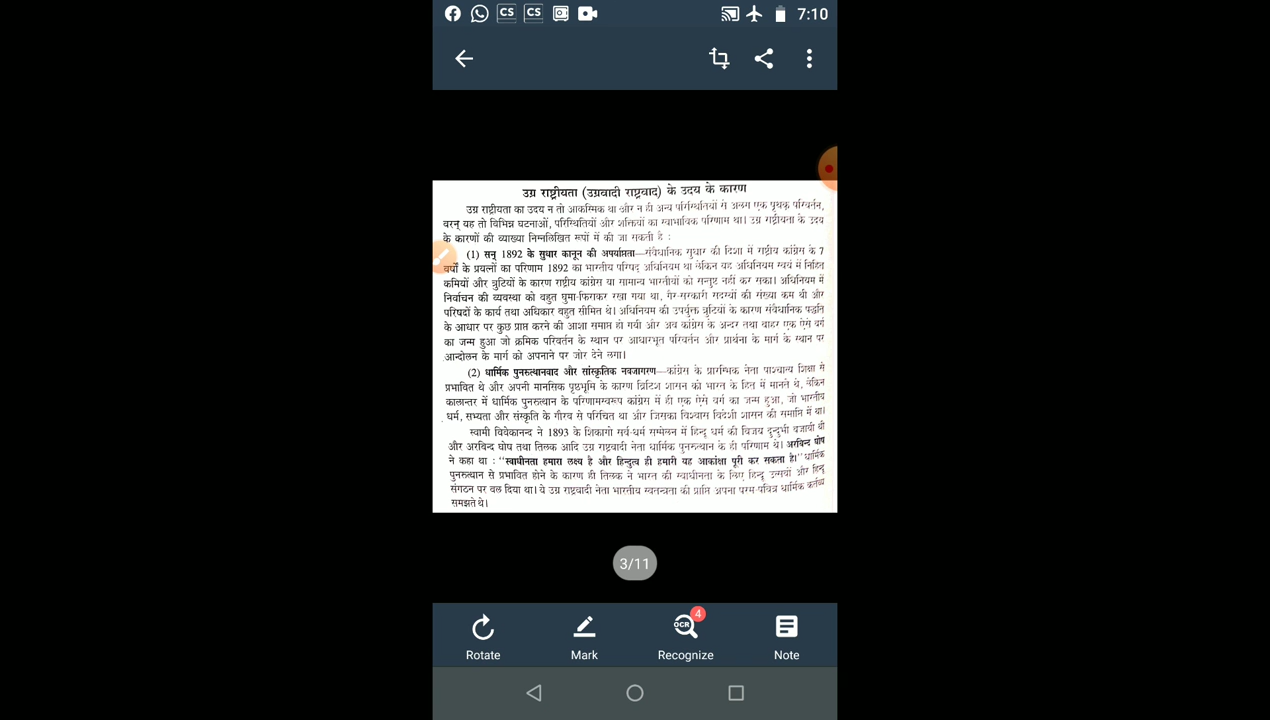 CS CS 7:10
उग्र राष्ट्रीयता (उग्रवादी राष्ट्रवाद) के उदय के कारण
उग्र राष्ट्रीयता का उदय न तो आकस्मिक था और न ही अन्य परिस्थितियों से अलग एक पृथक् परिवर्तन,
वरन् यह तो विभिन्न घटनाओं, परिस्थितियों और शक्तियों का स्वाभाविक परिणाम था। उग्र राष्ट्रीयता के उदय
के कारणों की व्याख्या निम्नलिखित रूपों में की जा सकती है :
(1) सन् 1892 के सुधार कानून की अपर्याप्तता—संवैधानिक सुधार की दिशा में राष्ट्रीय कांग्रेस के 7
वर्षों के प्रयत्नों का परिणाम 1892 का भारतीय परिषद् अधिनियम था लेकिन यह अधिनियम स्वयं में निहित
कमियों और त्रुटियों के कारण राष्ट्रीय कांग्रेस या सामान्य भारतीयों को सन्तुष्ट नहीं कर सका। अधिनियम में
निर्वाचन की व्यवस्था को बहुत घुमा-फिराकर रखा गया था, गैर-सरकारी सदस्यों की संख्या कम थी और
परिषदों के कार्य तथा अधिकार बहुत सीमित थे। अधिनियम की उपर्युक्त त्रुटियों के कारण संवैधानिक पद्धति
के आधार पर कुछ प्राप्त करने की आशा समाप्त हो गयी और अब कांग्रेस के अन्दर तथा बाहर एक ऐसे वर्ग
का जन्म हुआ जो क्रमिक परिवर्तन के स्थान पर आधारभूत परिवर्तन और प्रार्थना के मार्ग के स्थान पर
आन्दोलन के मार्ग को अपनाने पर जोर देने लगा।
(2) धार्मिक पुनरुत्थानवाद और सांस्कृतिक नवजागरण—कांग्रेस के प्रारम्भिक नेता पाश्चात्य शिक्षा से
प्रभावित थे और अपनी मानसिक पृष्ठभूमि के कारण ब्रिटिश शासन को भारत के हित में मानते थे, लेकिन
कालान्तर में धार्मिक पुनरुत्थान के परिणामस्वरूप कांग्रेस में ही एक ऐसे वर्ग का जन्म हुआ, जो भारतीय
धर्म, सभ्यता और संस्कृति के गौरव से परिचित था और जिसका विश्वास विदेशी शासन की समाप्ति में था।
स्वामी विवेकानन्द ने 1893 के शिकागो सर्व-धर्म सम्मेलन में हिन्दू धर्म की विजय दुन्दुभी बजायी थी
और अरविन्द घोष तथा तिलक आदि उग्र राष्ट्रवादी नेता धार्मिक पुनरुत्थान के ही परिणाम थे। अरविन्द घोष
ने कहा था : "स्वाधीनता हमारा लक्ष्य है और हिन्दुत्व ही हमारी यह आकांक्षा पूरी कर सकता है।" धार्मिक
पुनरुत्थान से प्रभावित होने के कारण ही तिलक ने भारत की स्वाधीनता के लिए हिन्दू उत्सवों और हिन्दू
संगठन पर बल दिया था। ये उग्र राष्ट्रवादी नेता भारतीय स्वतन्त्रता की प्राप्ति अपना परम-पवित्र धार्मिक कर्तव्य
समझते थे।
3/11
4
OCR
Rotate Mark Recognize Note